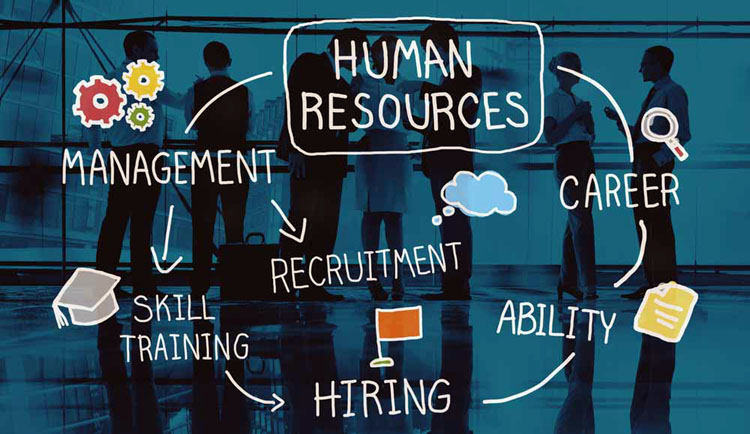 HUMAN
RESOURCES
MANAGEMENT
CAREER
RECRUITMENT
SKILL
TRAINING
ABILITY
HIRING